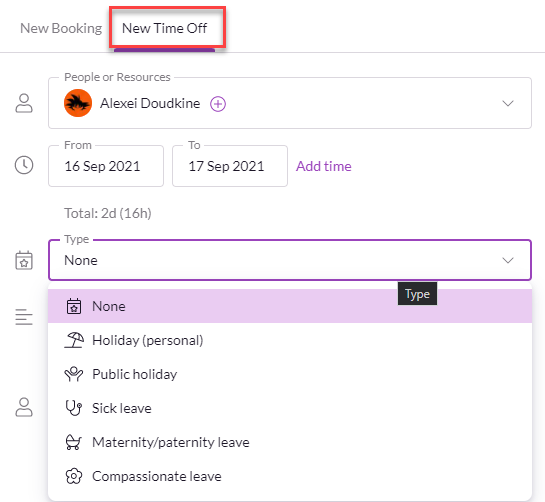 New Booking New Time Off
People or Resources
Alexei Doudkine
From To
16 Sep 2021 17 Sep 2021 Add time
Total: 2d (16h)
Type
None
Type
None
Holiday (personal)
Public holiday
Sick leave
Maternity/paternity leave
Compassionate leave